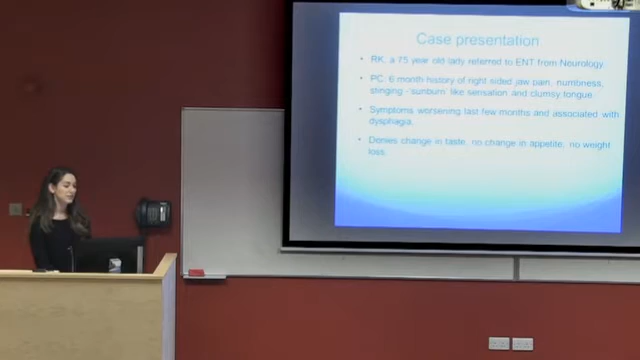 Case presentation
• RK, a 75 year old lady referred to ENT from Neurology.
• PC: 6 month history of right sided jaw pain, numbness,
stinging - sunburn like sensation and clumsy tongue.
• Symptoms worsening last few months and associated with
dysphagia.
• Denies change in taste, no change in appetite, no weight
loss.